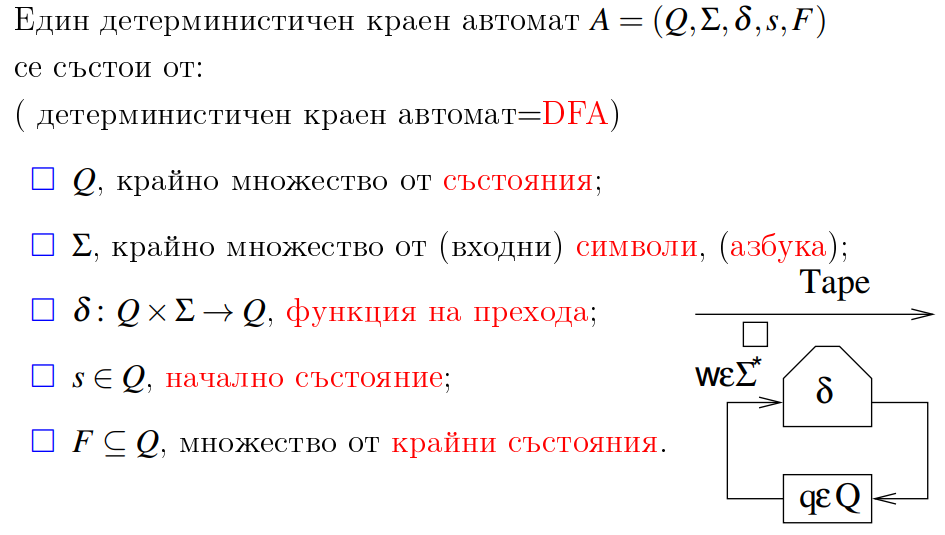 Един детерминистичен краен автомат A = (Q, Σ, δ, s, F)
се състои от:
( детерминистичен краен автомат=DFA)
Q, крайно множество от състояния;
Σ, крайно множество от (входни) символи, (азбука);
δ: Q × Σ → Q, функция на прехода;
s ∈ Q, начално състояние;
F ⊆ Q, множество от крайни състояния.
Tape
wεΣ*
δ
qεQ